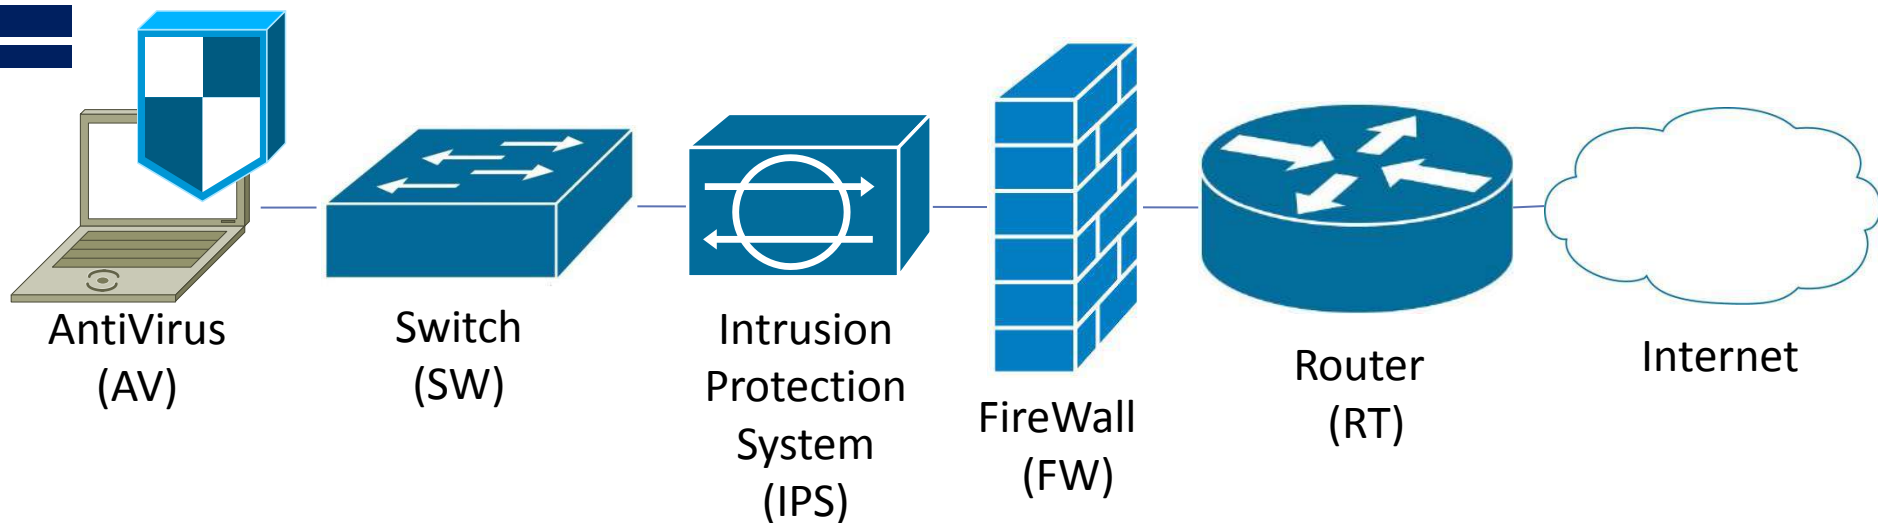 AntiVirus
(AV)
Switch
(SW)
Intrusion
Protection
System
(IPS)
FireWall
(FW)
Router
(RT)
Internet